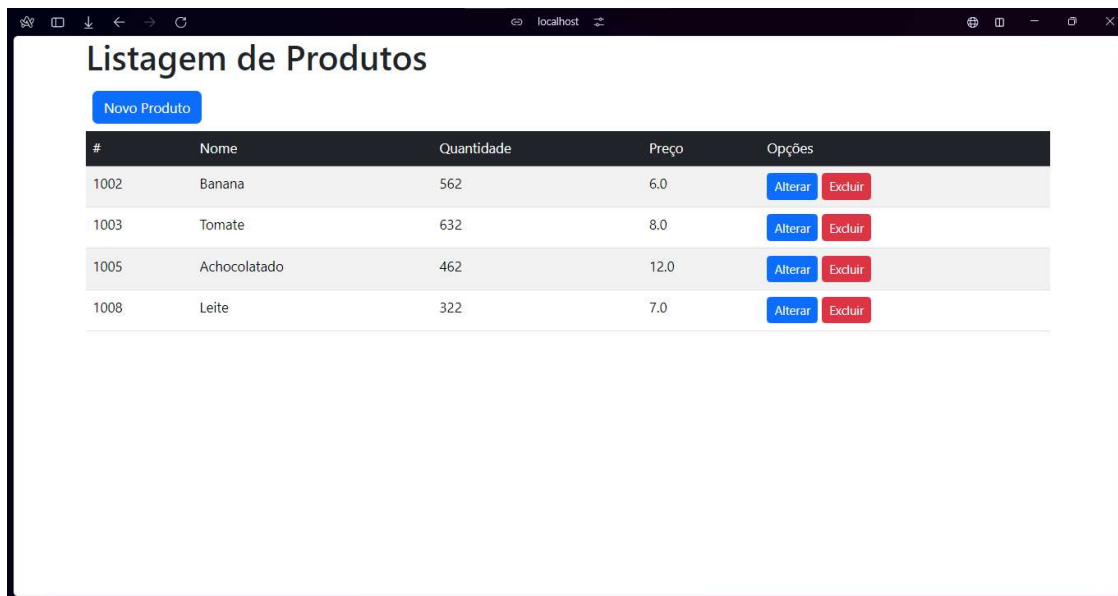 localhost
Listagem de Produtos
Novo Produto
# Nome Quantidade Preço Opções
1002 Banana 562 6.0 Alterar Excluir
1003 Tomate 632 8.0 Alterar Excluir
1005 Achocolatado 462 12.0 Alterar Excluir
1008 Leite 322 7.0 Alterar Excluir